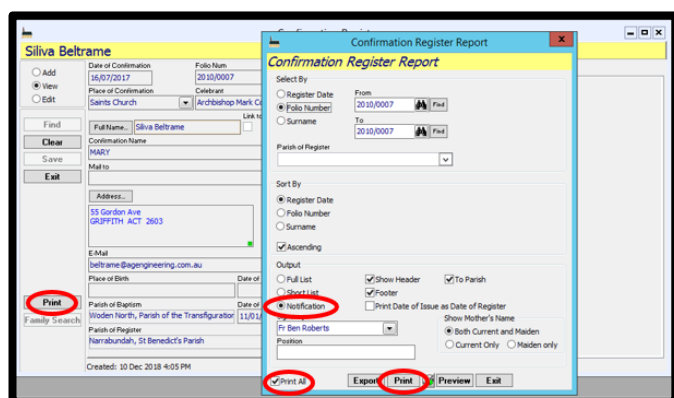 Siliva Beltrame
Add
View
Edit
Find
Clear
Save
Exit
Print
Family Search
Date of Confirmation
Folio Num
16/07/2017
2010/0007
Place of Confirmation
Celebrant
Saints Church
Archbishop Mark Co
Link to
Full Name...
Siliva Beltrame
Confirmation Name
MARY
Mail to
Address...
55 Gordon Ave
GRIFFITH ACT 2603
E-Mail
beltrame@agengineering.com.au
Place of Birth
Date of
Parish of Baptism
Date of
Woden North, Parish of the Transfiguration
11/01/
Parish of Register
Narrabundah, St Benedict's Parish
Created: 10 Dec 2018 4:05 PM
Confirmation Register Report
Confirmation Register Report
Select By
Register Date
Folio Number
Surname
From
2010/0007
Find
To
2010/0007
Find
Parish of Register
Sort By
Register Date
Folio Number
Surname
Ascending
Output
Full List
Show Header
To Parish
Short List
Footer
Notification
Print Date of Issue as Date of Register
Fr Ben Roberts
Position
Show Mother's Name
Both Current and Maiden
Current Only
Maiden only
Print All
Export
Print
Preview
Exit